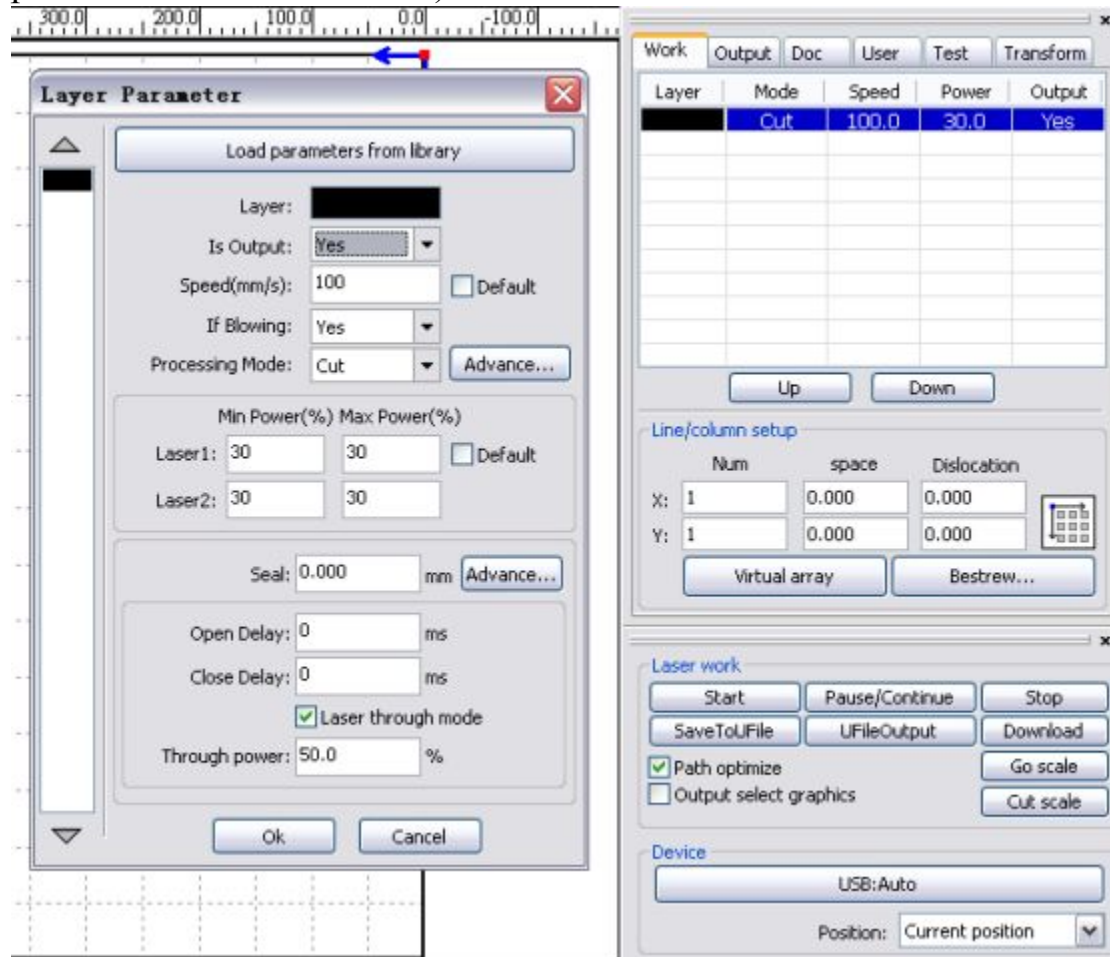 300.0 200.0 100.0 0.0 -100.0
Layer Parameter
Load parameters from library
Layer:
Is Output: Yes
Speed(mm/s): 100 Default
If Blowing: Yes
Processing Mode: Cut Advance...
Min Power(%) Max Power(%)
Laser1: 30 30 Default
Laser2: 30 30
Seal: 0.000 mm Advance...
Open Delay: 0 ms
Close Delay: 0 ms
Laser through mode
Through power: 50.0 %
Ok Cancel
Work Output Doc User Test Transform
Layer Mode Speed Power Output
Cut 100.0 30.0 Yes
Up Down
Line/column setup
Num space Dislocation
X: 1 0.000 0.000
Y: 1 0.000 0.000
Virtual array Bestrew...
Laser work
Start Pause/Continue Stop
SaveToUFile UFileOutput Download
Path optimize Go scale
Output select graphics Cut scale
Device
USB:Auto
Position: Current position